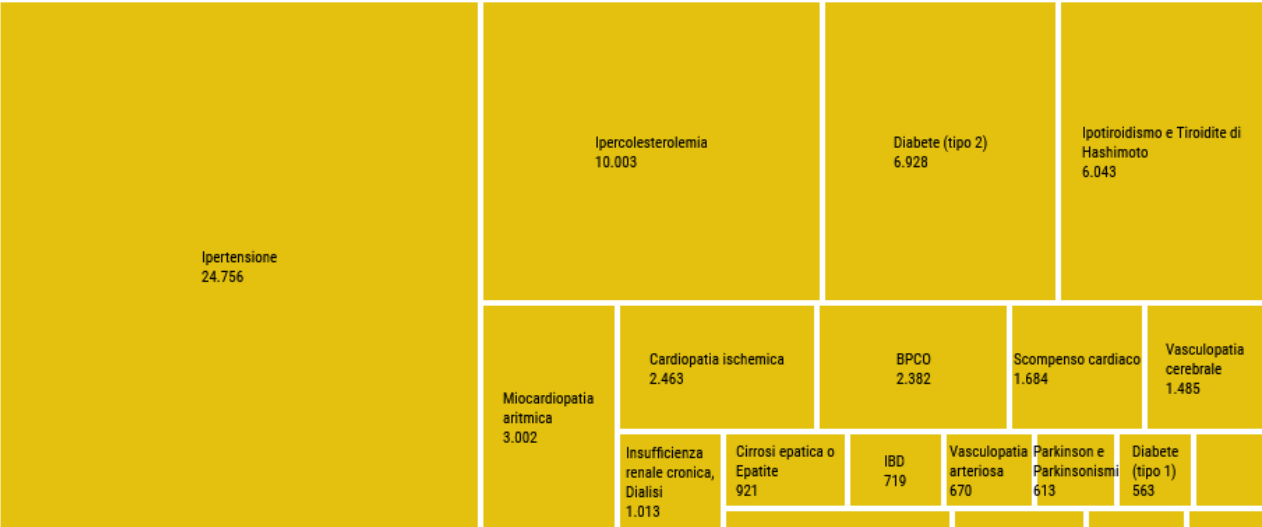 Ipertensione
24.756
Ipercolesterolemia
10.003
Diabete (tipo 2)
6.928
Ipotiroidismo e Tiroidite di
Hashimoto
6.043
Miocardiopatia
aritmica
3.002
Cardiopatia ischemica
2.463
BPCO
2.382
Scompenso cardiaco
1.684
Vasculopatia
cerebrale
1.485
Insufficienza
renale cronica,
Dialisi
1.013
Cirrosi epatica o
Epatite
921
IBD
719
Vasculopatia
arteriosa
670
Parkinson e
Parkinsonismi
613
Diabete
(tipo 1)
563